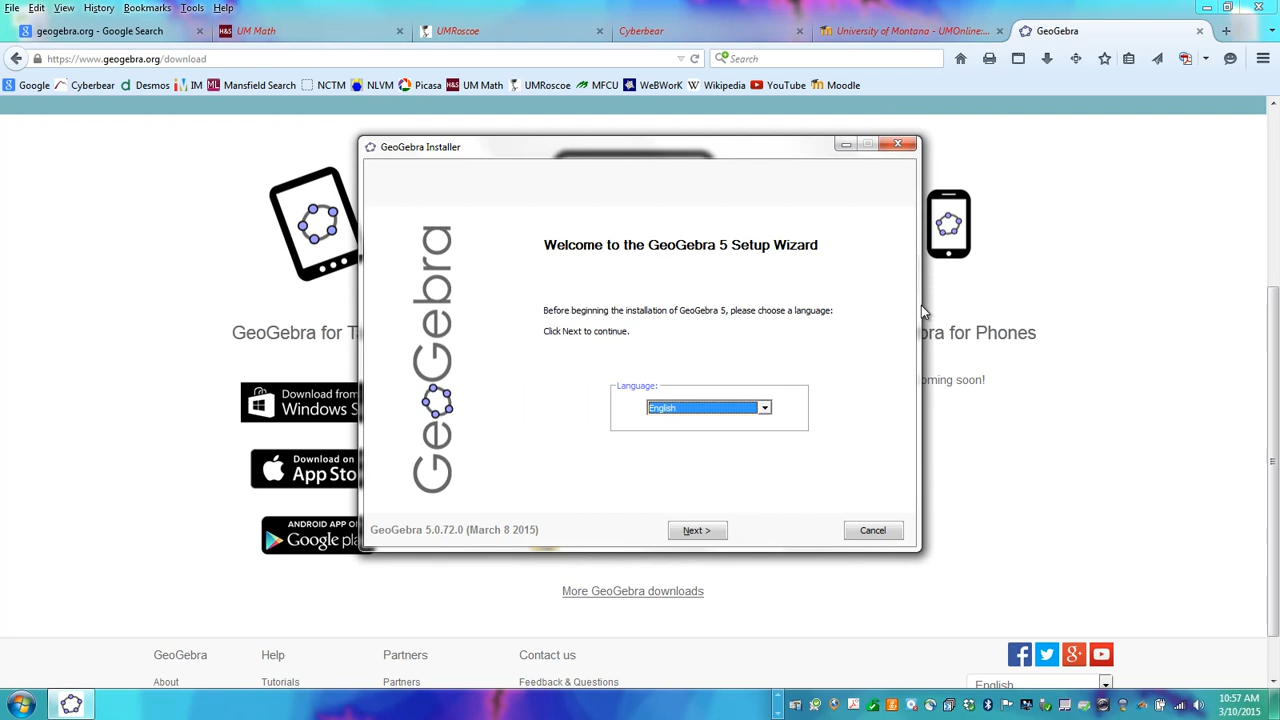 File Edit View History Bookmarks Tools Help
geogebra.org - Google Search
UM Math
UMRoscoe
Cyberbear
University of Montana - UMOnline:...
GeoGebra
https://www.geogebra.org/download
Search
Google
Cyberbear
Desmos
IM
Mansfield Search
NCTM
NLVM
Picasa
UM Math
UMRoscoe
MFCU
WeBWorK
Wikipedia
YouTube
Moodle
GeoGebra Installer
Welcome to the GeoGebra 5 Setup Wizard
Before beginning the installation of GeoGebra 5, please choose a language:
Click Next to continue.
Language:
English
GeoGebra
GeoGebra 5.0.72.0 (March 8 2015)
Next >
Cancel
GeoGebra for T
bra for Phones
oming soon!
Download from
Windows S
Download on
App Sto
ANDROID APP O
Google pla
More GeoGebra downloads
GeoGebra
Help
Partners
Contact us
About
Tutorials
Partners
Feedback & Questions
English
10:57 AM
3/10/2015